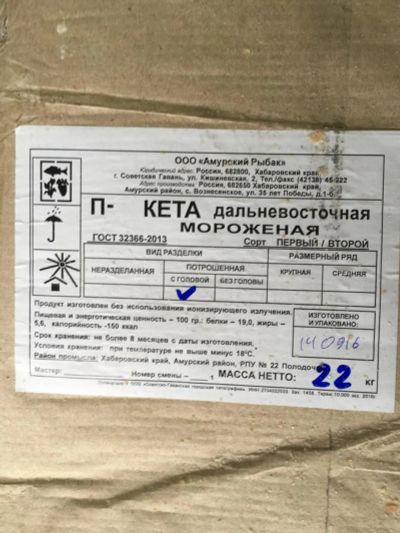 ООО «Амурский Рыбак»
Юридический адрес: Россия, 682800, Хабаровский край,
г. Советская Гавань, ул. Кишиневская, 2, Тел./факс (42138) 45-222
Адрес производства: Россия, 682650 Хабаровский край,
Амурский район, с. Вознесенское, ул. 35 лет Победы, д.1-б.
П- КЕТА дальневосточная
МОРОЖЕНАЯ
ГОСТ 32366-2013 Сорт ПЕРВЫЙ / ВТОРОЙ
ВИД РАЗДЕЛКИ РАЗМЕРНЫЙ РЯД
НЕРАЗДЕЛАННАЯ ПОТРОШЕННАЯ КРУПНАЯ СРЕДНЯЯ
С ГОЛОВОЙ БЕЗ ГОЛОВЫ
✓
Продукт изготовлен без использования ионизирующего излучения.
Пищевая и энергетическая ценность – 100 гр.: белки – 19,0, жиры –
5,6, калорийность -150 ккал
ИЗГОТОВЛЕНО
И УПАКОВАНО:
140916
Срок хранения: не более 8 месяцев с даты изготовления.
Условия хранения: при температуре не выше минус 18°С.
Район промысла: Хабаровский край, Амурский район, РПУ № 22 Полодочный
Мастер: Номер смены – 1 МАССА НЕТТО: 22 КГ